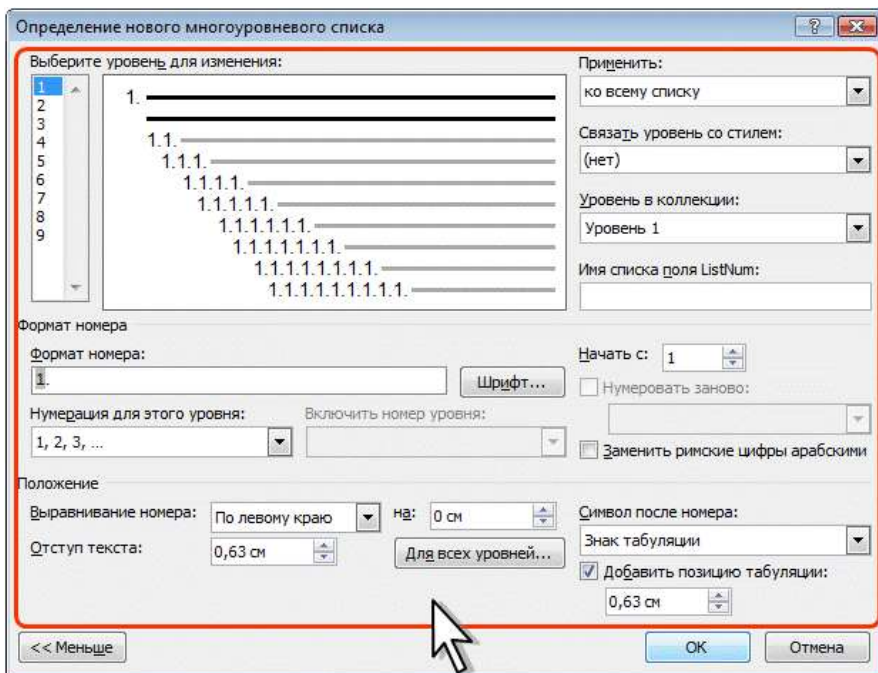 Определение нового многоуровневого списка
Выберите уровень для изменения:
1
2
3
4
5
6
7
8
9
1.
1.1.
1.1.1.
1.1.1.1.
1.1.1.1.1.
1.1.1.1.1.1.
1.1.1.1.1.1.1.
1.1.1.1.1.1.1.1.
1.1.1.1.1.1.1.1.1.
Применить:
ко всему списку
Связать уровень со стилем:
(нет)
Уровень в коллекции:
Уровень 1
Имя списка поля ListNum:
Формат номера
Формат номера:
1.
Шрифт...
Начать с: 1
Нумеровать заново:
Нумерация для этого уровня:
1, 2, 3, ...
Включить номер уровня:
Заменить римские цифры арабскими
Положение
Выравнивание номера: По левому краю на: 0 см
Отступ текста: 0,63 см Для всех уровней...
Символ после номера:
Знак табуляции
Добавить позицию табуляции:
0,63 см
<< Меньше
ОК
Отмена